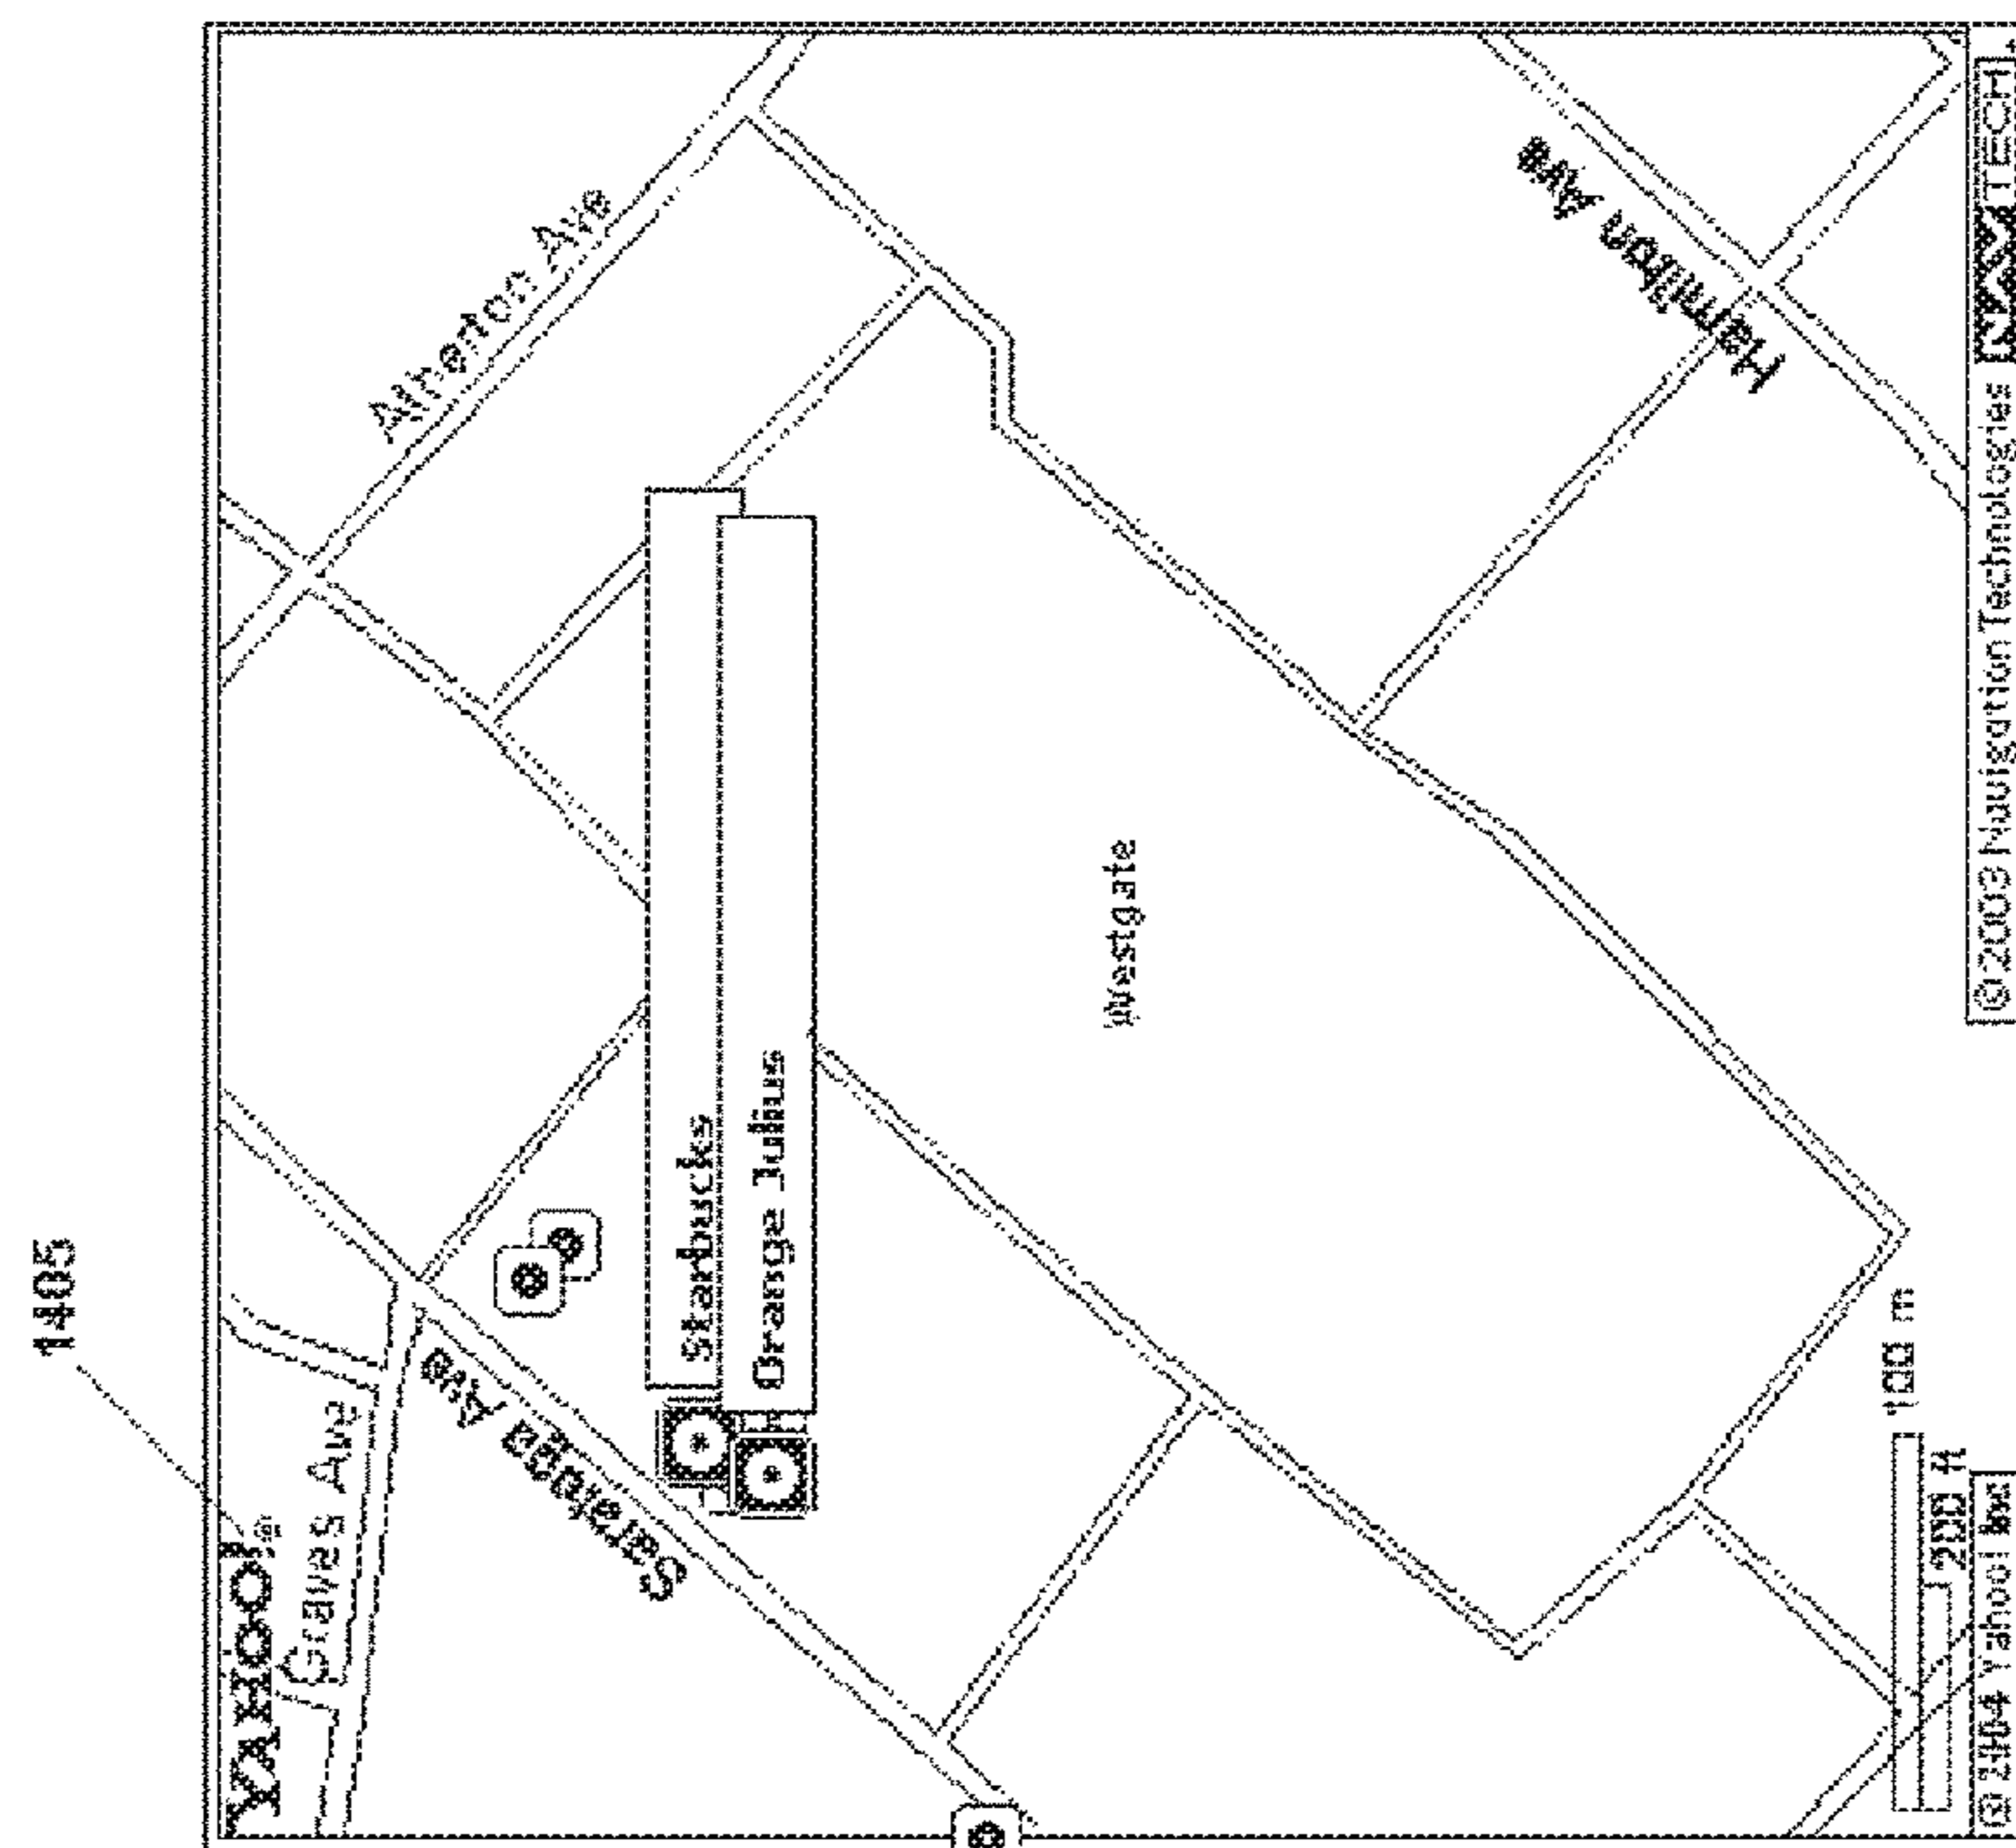 1405
YAHOO!
Graves Ave
Saratoga Ave
Atherton Ave
Starbucks
Orange Julius
Westgate
Hamilton Ave
100 m
200 ft
© 2004 Yahoo! Inc
©2003 Navigation Technologies